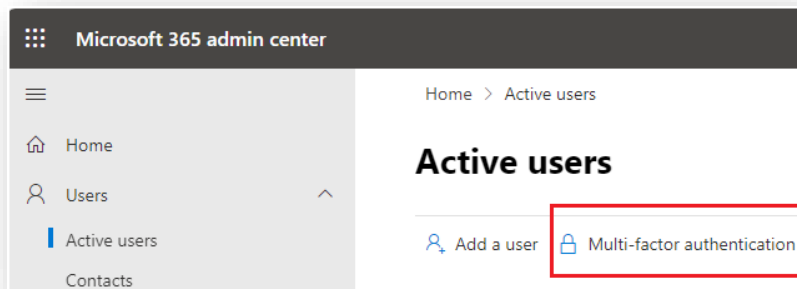 Microsoft 365 admin center
Home > Active users
Home
Active users
Users
Add a user Multi-factor authentication
Active users
Contacts